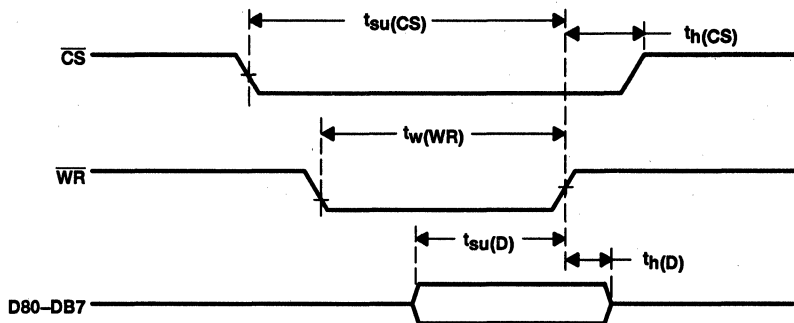 tsu(CS)
th(CS)
CS
tw(WR)
WR
tsu(D)
th(D)
D80–DB7